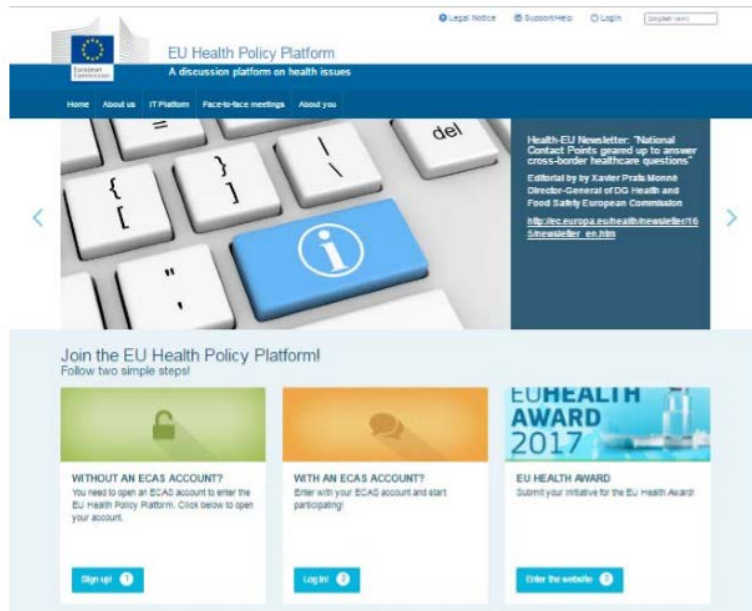 Legal Notice Support/Help Login English (en)
European
Commission
EU Health Policy Platform
A discussion platform on health issues
Home About us IT Platform Face-to-face meetings About you
Health-EU Newsletter: "National
Contact Points geared up to answer
cross-border healthcare questions"
Editorial by by Xavier Prats Monné
Director-General of DG Health and
Food Safety European Commission
http://ec.europa.eu/health/newsletter/16
5/newsletter_en.htm
{
[
}
]
|
\
del
"
'
i
Join the EU Health Policy Platform!
Follow two simple steps!
WITHOUT AN ECAS ACCOUNT?
You need to open an ECAS account to enter the
EU Health Policy Platform. Click below to open
your account.
Sign up! 1
WITH AN ECAS ACCOUNT?
Enter with your ECAS account and start
participating!
Log in! 2
EUHEALTH
AWARD
2017
EU HEALTH AWARD
Submit your initiative for the EU Health Award!
Enter the website 3